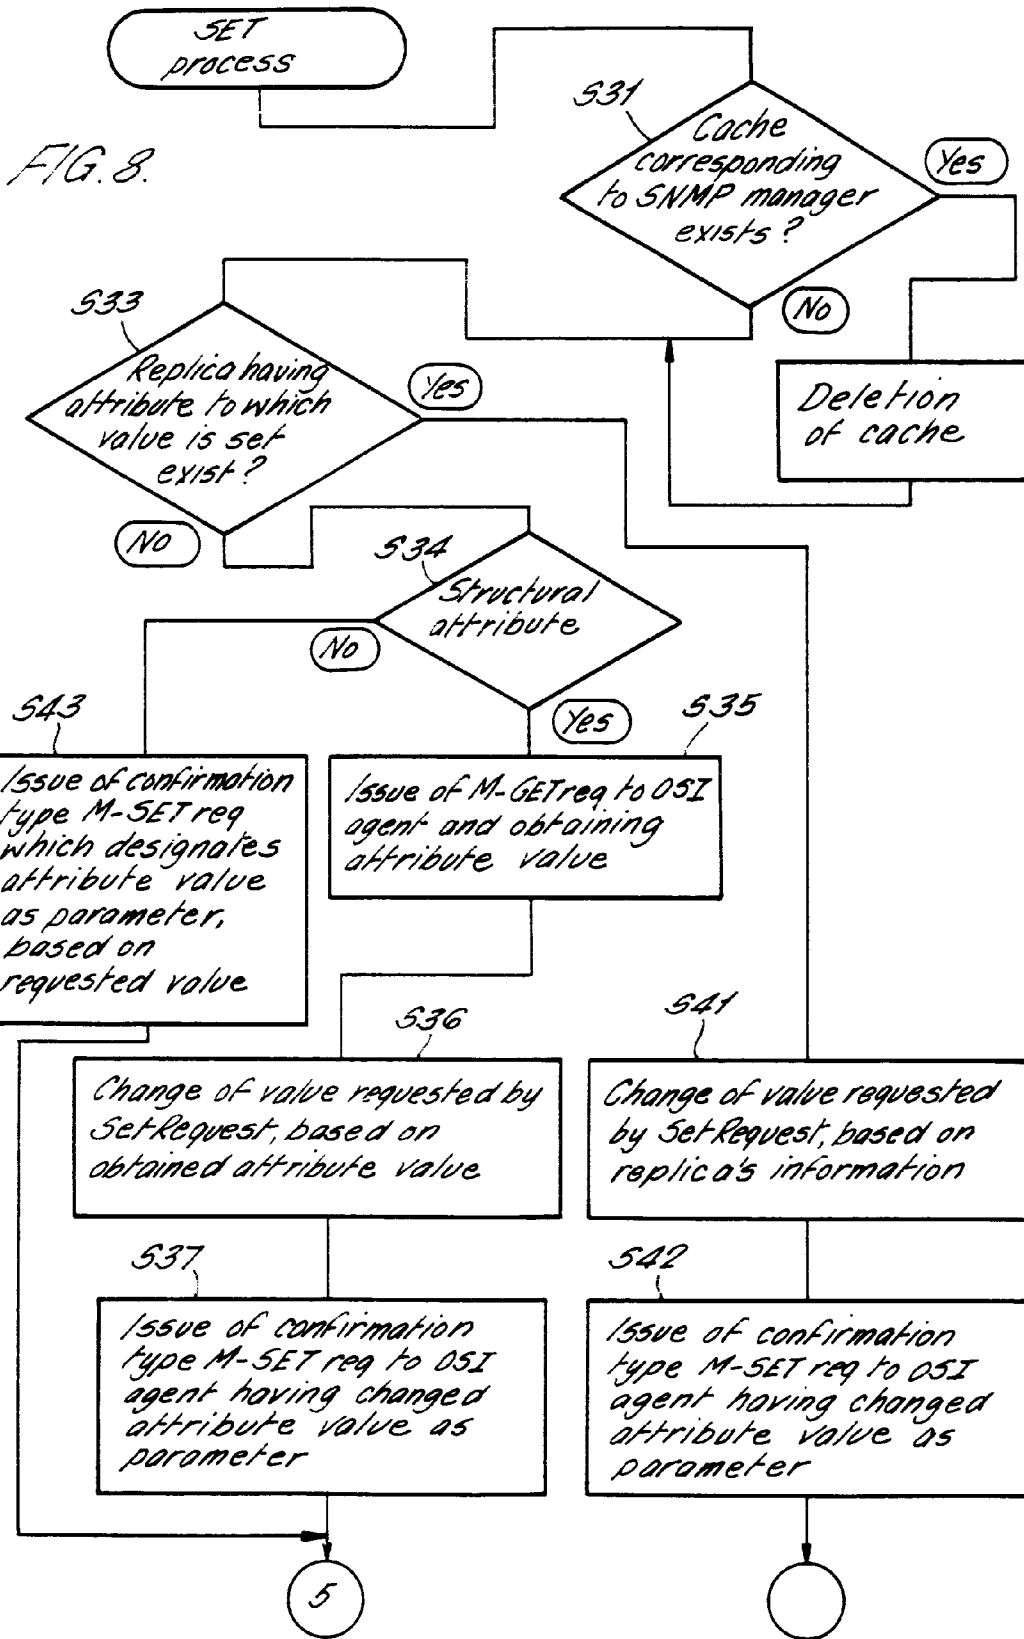 SET
process
FIG. 8.
S31
Cache
corresponding
to SNMP manager
exists?
Yes
No
S33
Replica having
attribute to which
value is set
exist?
Yes
No
Deletion
of cache
S34
Structural
attribute
No
Yes
S43
Issue of confirmation
type M-SET req
which designates
attribute value
as parameter,
based on
requested value
S35
Issue of M-GET req to OSI
agent and obtaining
attribute value
S36
Change of value requested by
SetRequest, based on
obtained attribute value
S41
Change of value requested
by SetRequest, based on
replica's information
S37
Issue of confirmation
type M-SET req to OSI
agent having changed
attribute value as
parameter
S42
Issue of confirmation
type M-SET req to OSI
agent having changed
attribute value as
parameter
5